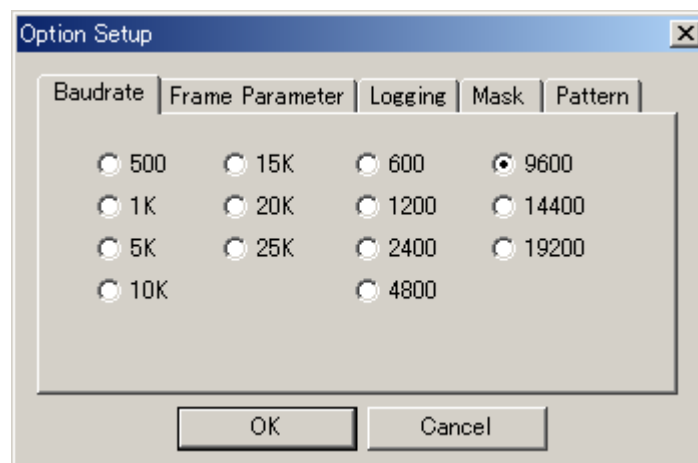 Option Setup
Baudrate Frame Parameter Logging Mask Pattern
500 15K 600 9600
1K 20K 1200 14400
5K 25K 2400 19200
10K 4800
OK Cancel